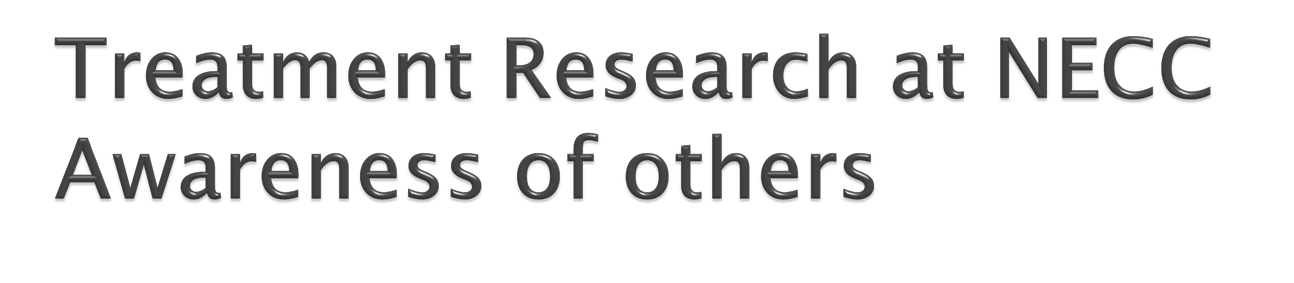 Treatment Research at NECC
Awareness of others